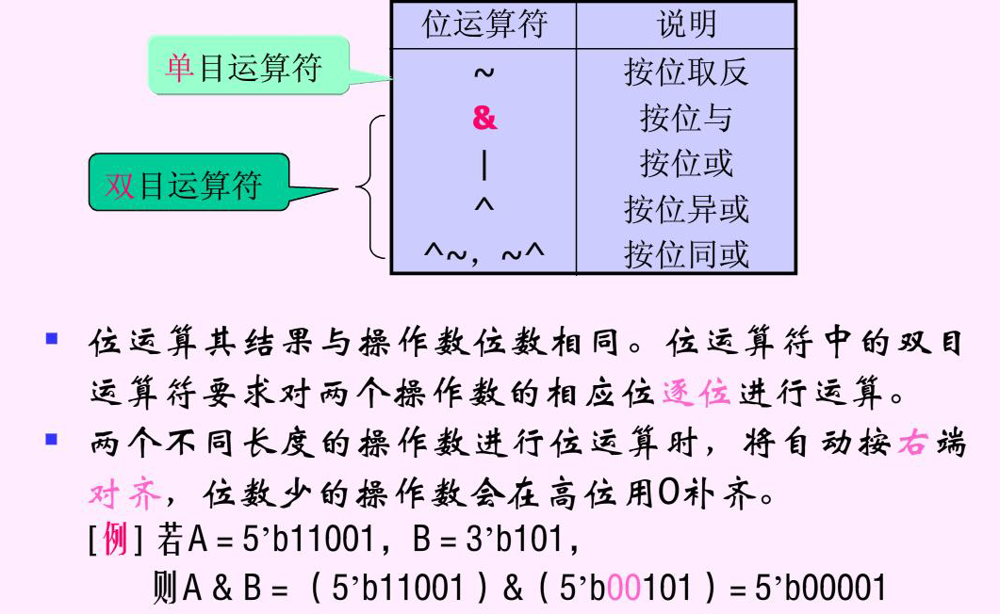 位运算符 说明
单目运算符
~ 按位取反
& 按位与
| 按位或
双目运算符
^ 按位异或
^~，~^ 按位同或
位运算其结果与操作数位数相同。位运算符中的双目
运算符要求对两个操作数的相应位逐位进行运算。
两个不同长度的操作数进行位运算时，将自动按右端
对齐，位数少的操作数会在高位用0补齐。
[例] 若A = 5’b11001，B = 3’b101，
则A & B = （5’b11001）&（5’b00101）= 5’b00001